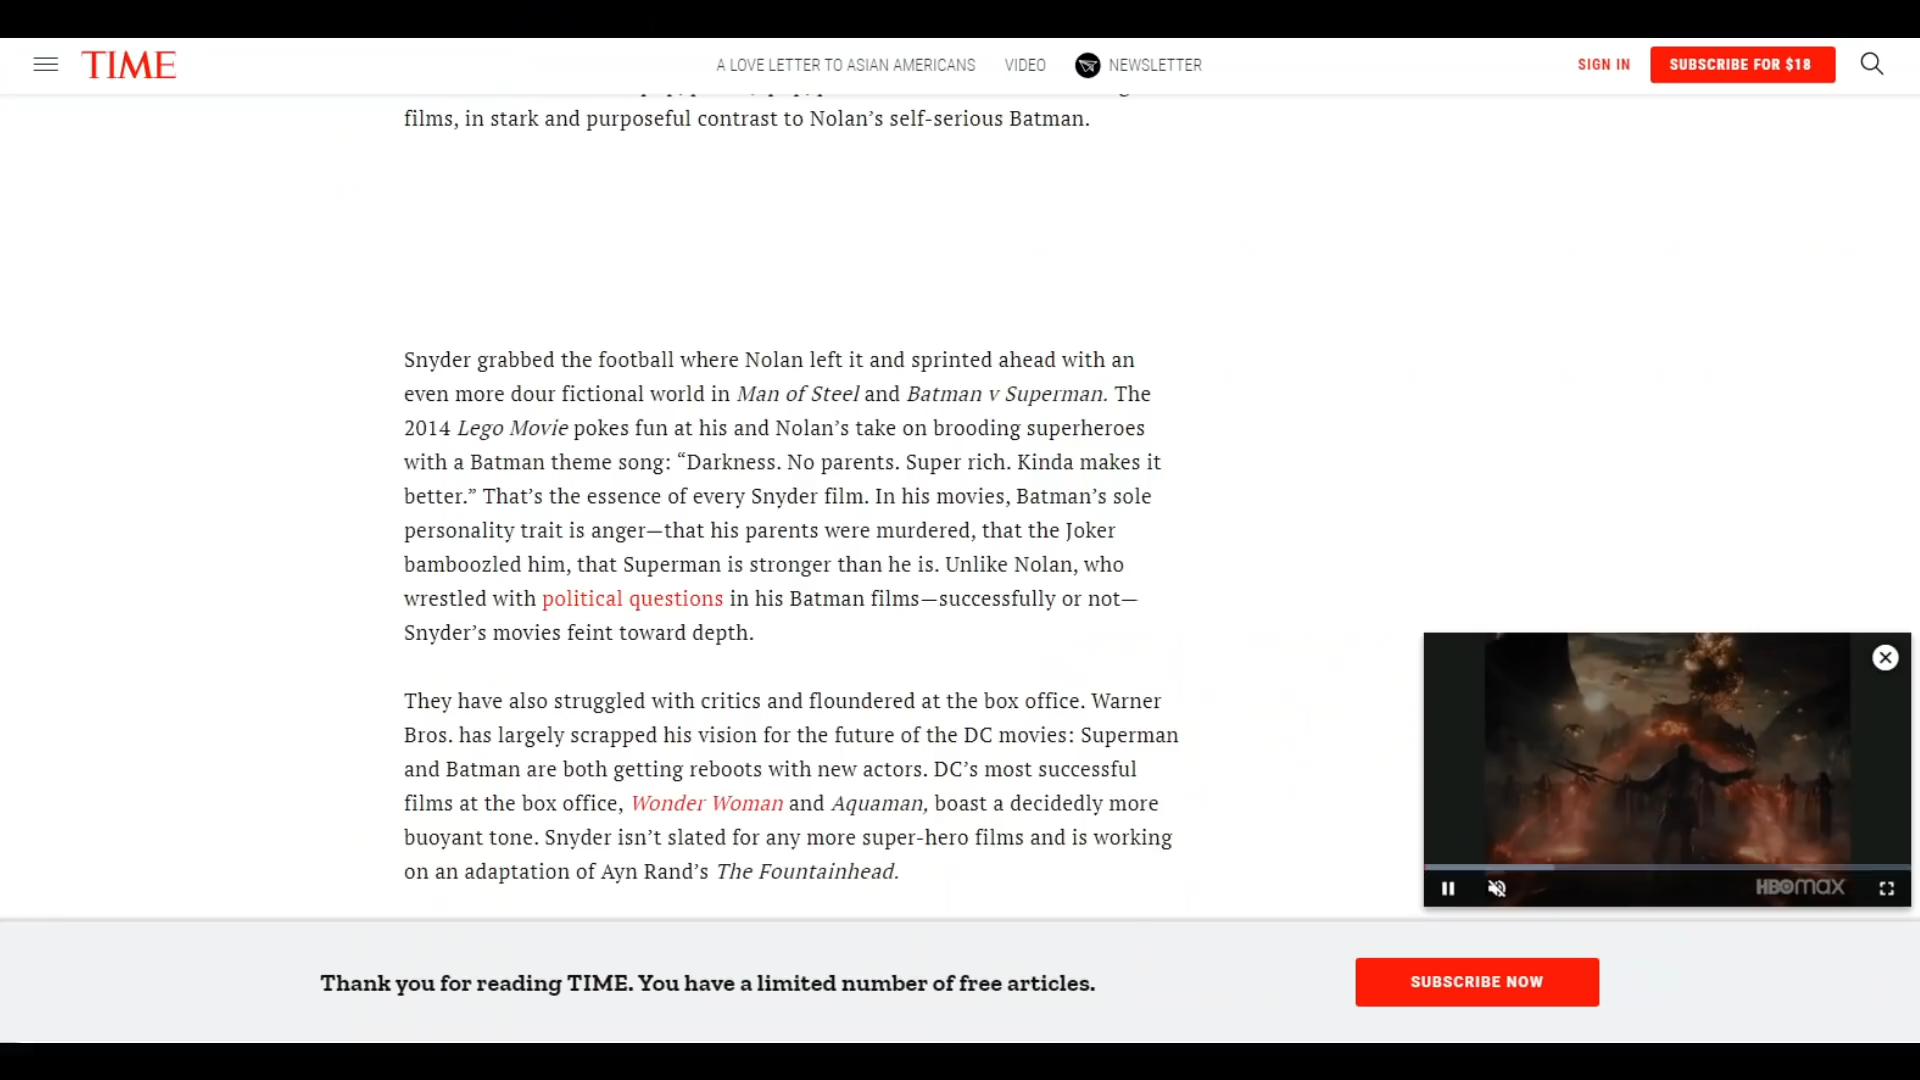 TIME
A LOVE LETTER TO ASIAN AMERICANS
VIDEO
NEWSLETTER
SIGN IN
SUBSCRIBE FOR $18
films, in stark and purposeful contrast to Nolan’s self-serious Batman.
Snyder grabbed the football where Nolan left it and sprinted ahead with an
even more dour fictional world in Man of Steel and Batman v Superman. The
2014 Lego Movie pokes fun at his and Nolan’s take on brooding superheroes
with a Batman theme song: “Darkness. No parents. Super rich. Kinda makes it
better.” That’s the essence of every Snyder film. In his movies, Batman’s sole
personality trait is anger—that his parents were murdered, that the Joker
bamboozled him, that Superman is stronger than he is. Unlike Nolan, who
wrestled with political questions in his Batman films—successfully or not—
Snyder’s movies feint toward depth.
They have also struggled with critics and floundered at the box office. Warner
Bros. has largely scrapped his vision for the future of the DC movies: Superman
and Batman are both getting reboots with new actors. DC’s most successful
films at the box office, Wonder Woman and Aquaman, boast a decidedly more
buoyant tone. Snyder isn’t slated for any more super-hero films and is working
on an adaptation of Ayn Rand’s The Fountainhead.
HBOMAX
Thank you for reading TIME. You have a limited number of free articles.
SUBSCRIBE NOW